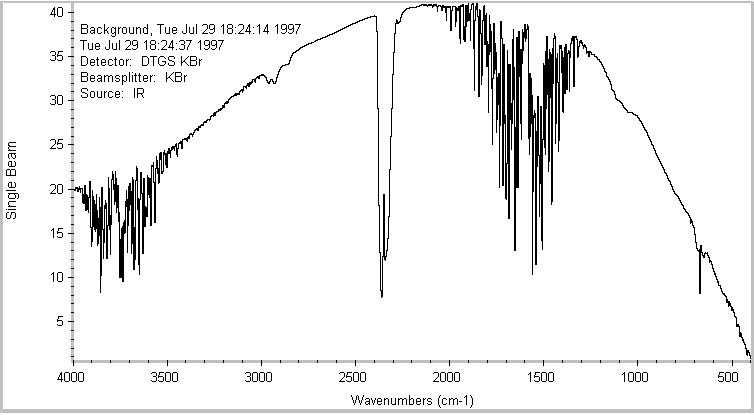 Background, Tue Jul 29 18:24:14 1997
Tue Jul 29 18:24:37 1997
Detector: DTGS KBr
Beamsplitter: KBr
Source: IR
40
35
30
25
20
15
10
5
Single Beam
4000 3500 3000 2500 2000 1500 1000 500
Wavenumbers (cm-1)